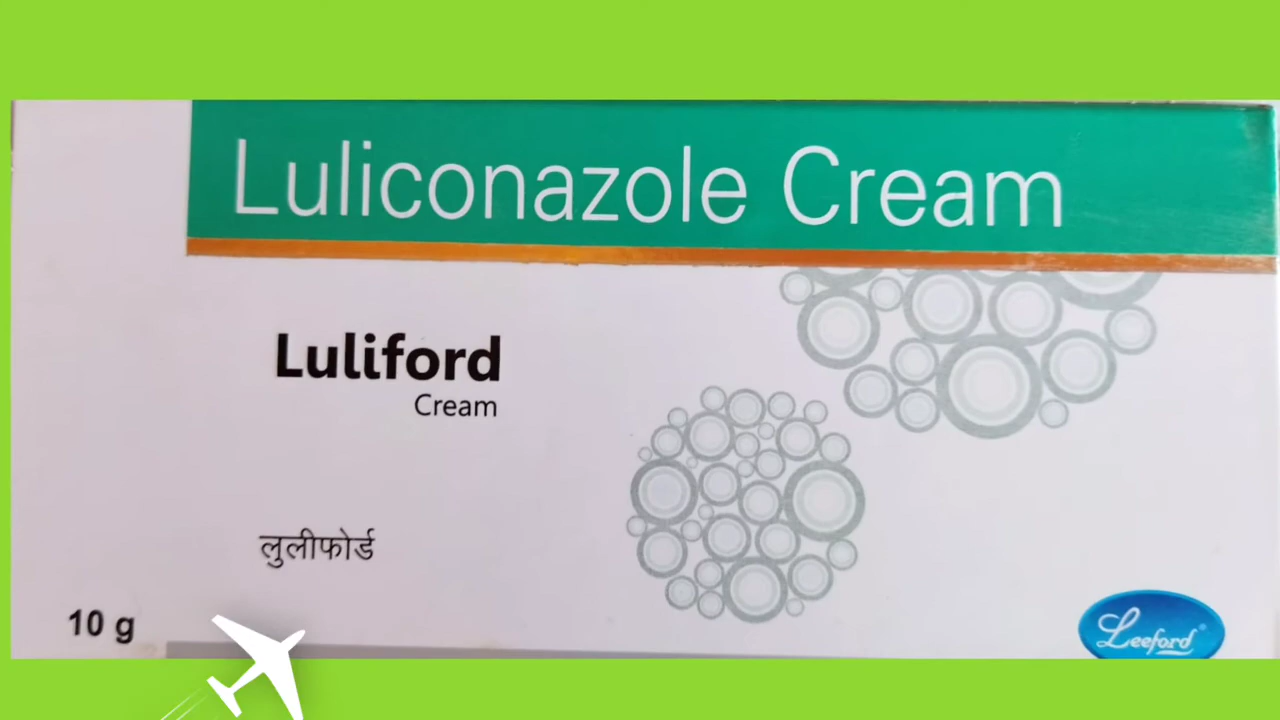 Luliconazole Cream
Luliford
Cream
लुलीफोर्ड
10 g
Leeford®